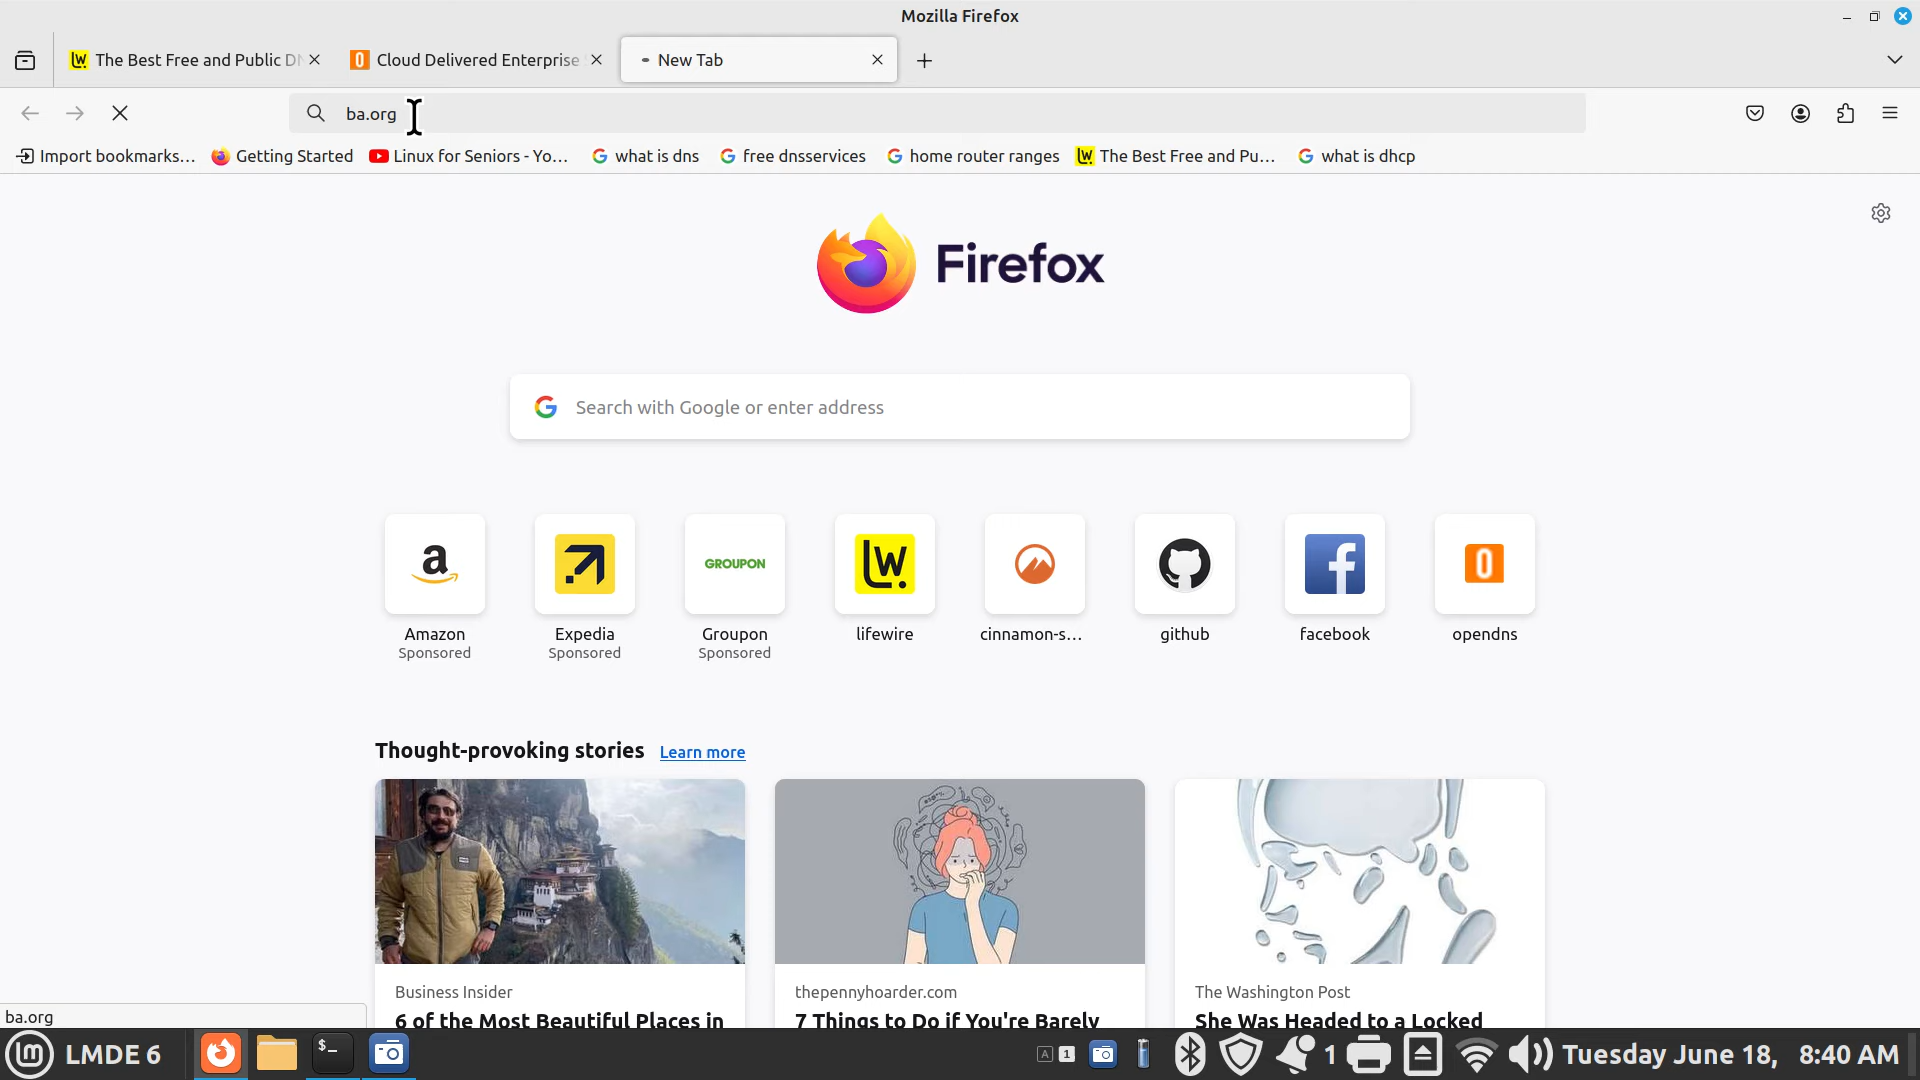 Mozilla Firefox
The Best Free and Public DN
Cloud Delivered Enterprise
New Tab
ba.org
Import bookmarks...
Getting Started
Linux for Seniors - Yo...
what is dns
free dnsservices
home router ranges
The Best Free and Pu...
what is dhcp
Firefox
Search with Google or enter address
GROUPON
Amazon
Sponsored
Expedia
Sponsored
Groupon
Sponsored
lifewire
cinnamon-s...
github
facebook
opendns
Thought-provoking stories Learn more
Business Insider
6 of the Most Beautiful Places in
thepennyhoarder.com
7 Things to Do if You're Barely
The Washington Post
She Was Headed to a Locked
ba.org
LMDE 6
A 1
1
Tuesday June 18, 8:40 AM